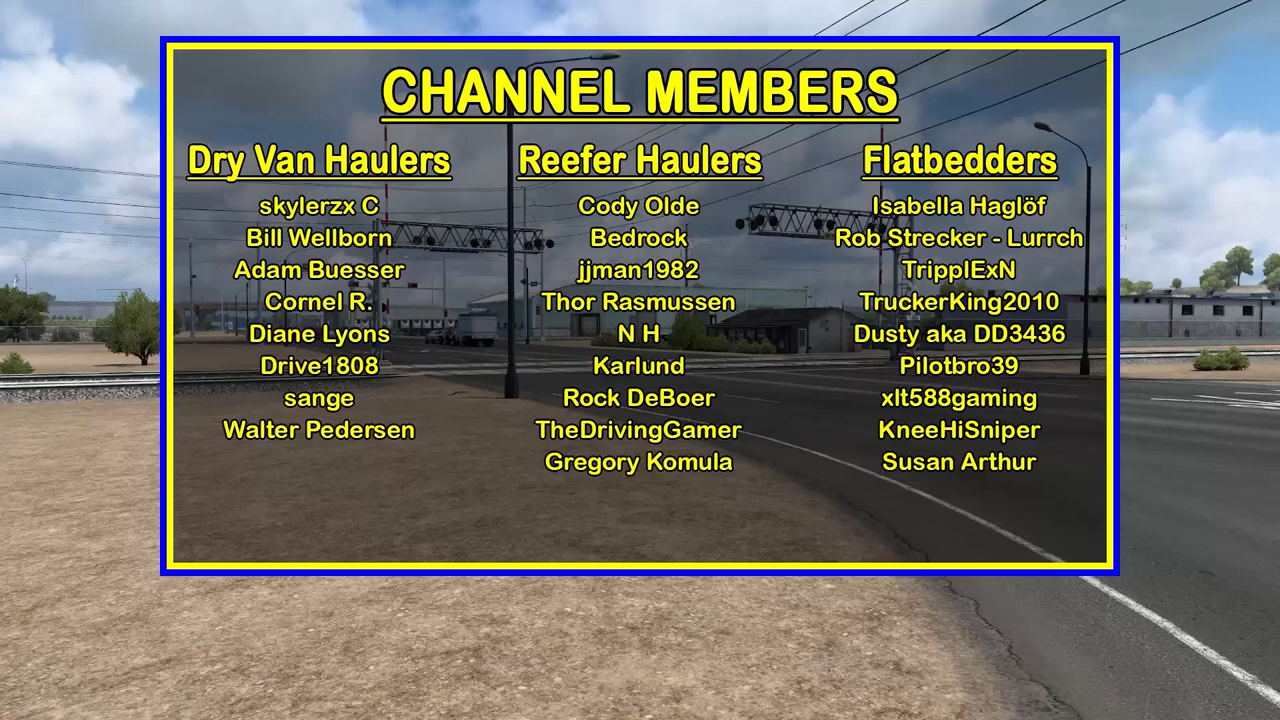 CHANNEL MEMBERS
Dry Van Haulers
skylerzx C
Bill Wellborn
Adam Buesser
Cornel R.
Diane Lyons
Drive1808
sange
Walter Pedersen
Reefer Haulers
Cody Olde
Bedrock
jjman1982
Thor Rasmussen
N H
Karlund
Rock DeBoer
TheDrivingGamer
Gregory Komula
Flatbedders
Isabella Haglöf
Rob Strecker - Lurrch
TripplExN
TruckerKing2010
Dusty aka DD3436
Pilotbro39
xlt588gaming
KneeHiSniper
Susan Arthur